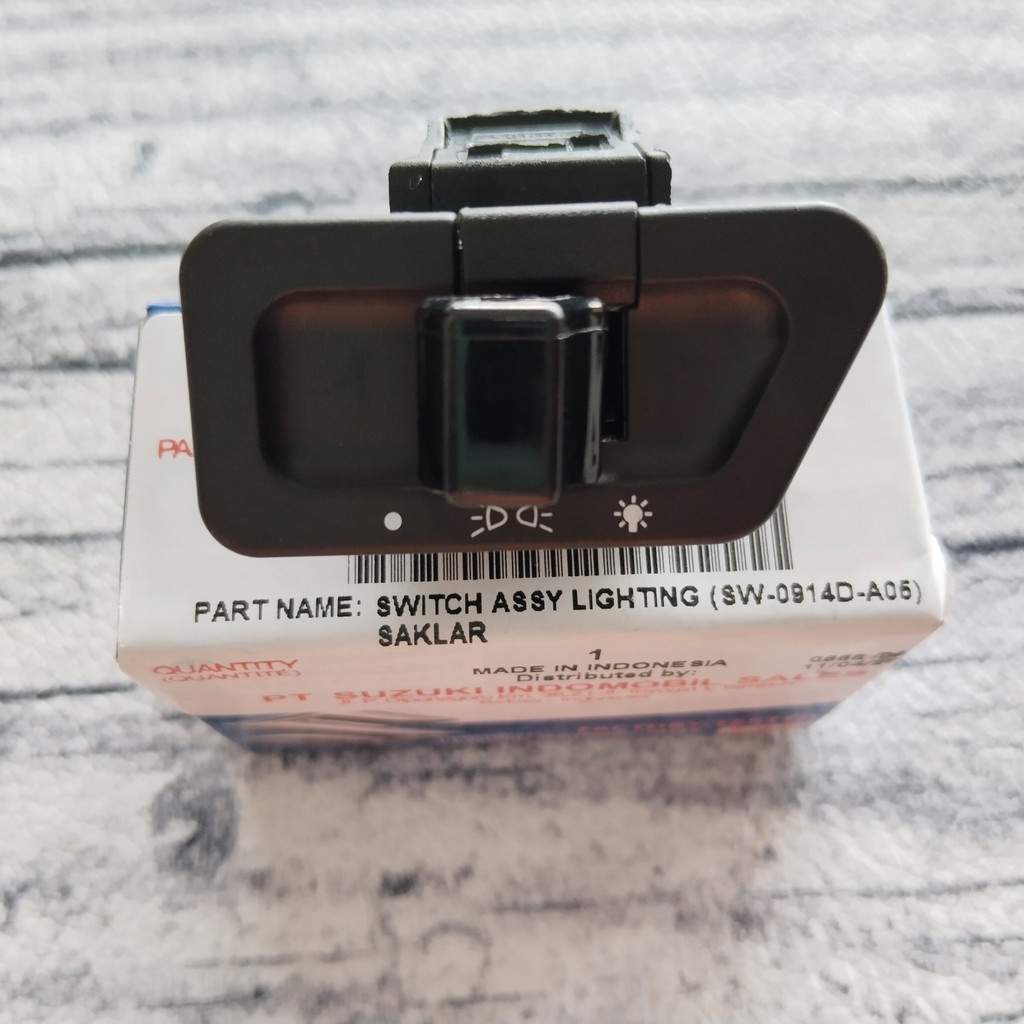 PA
PART NAME: SWITCH ASSY LIGHTING (SW-0914D-A05)
SAKLAR
1
QUANTITY
(QUANTITE)
MADE IN INDONESIA
Distributed by:
PT SUZUKI INDOMOBIL SALES